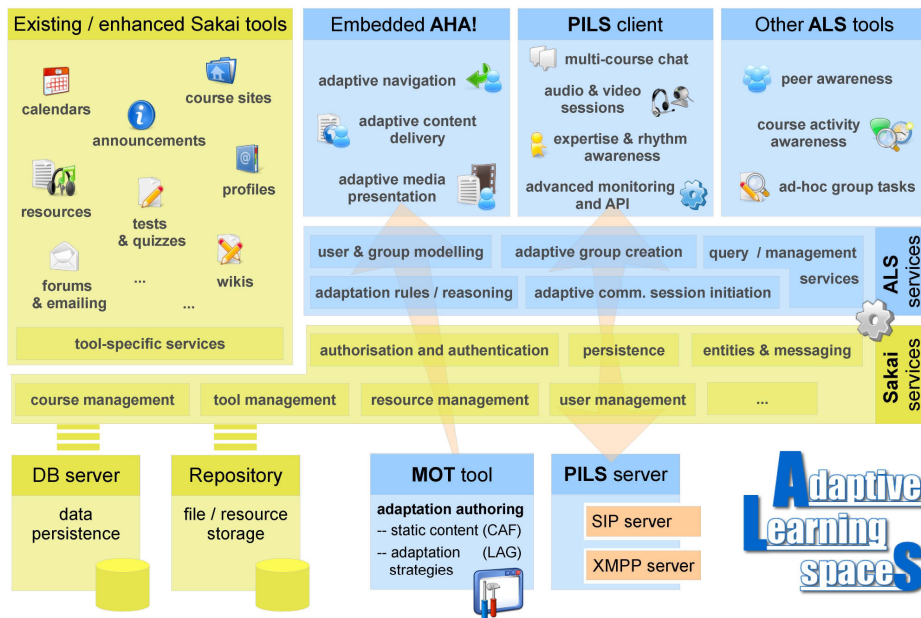 Existing / enhanced Sakai tools
calendars
course sites
announcements
resources
profiles
tests
& quizzes
forums
& emailing
...
wikis
...
tool-specific services
Embedded AHA!
adaptive navigation
adaptive content
delivery
adaptive media
presentation
PILS client
multi-course chat
audio & video
sessions
expertise & rhythm
awareness
advanced monitoring
and API
Other ALS tools
peer awareness
course activity
awareness
ad-hoc group tasks
user & group modelling
adaptive group creation
query / management
services
adaptation rules / reasoning
adaptive comm. session initiation
ALS
services
authorisation and authentication
persistence
entities & messaging
course management
tool management
resource management
user management
...
Sakai
services
DB server
data
persistence
Repository
file / resource
storage
MOT tool
adaptation authoring
-- static content (CAF)
-- adaptation (LAG)
strategies
PILS server
SIP server
XMPP server
Adaptive
Learning
spaceS